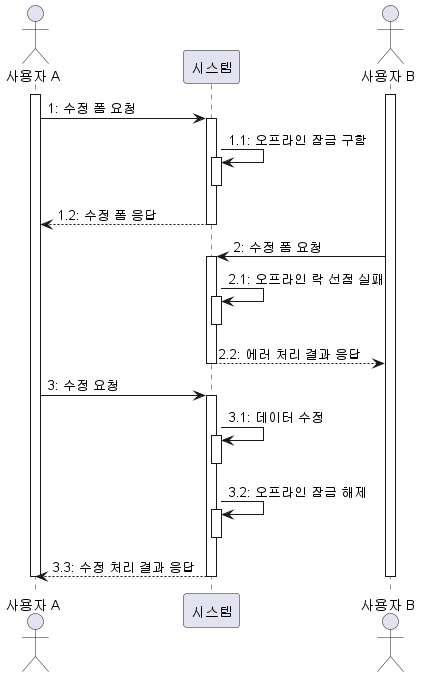 사용자 A
시스템
사용자 B
1: 수정 폼 요청
1.1: 오프라인 잠금 구함
1.2: 수정 폼 응답
2: 수정 폼 요청
2.1: 오프라인 락 선점 실패
2.2: 에러 처리 결과 응답
3: 수정 요청
3.1: 데이터 수정
3.2: 오프라인 잠금 해제
3.3: 수정 처리 결과 응답
사용자 A
시스템
사용자 B